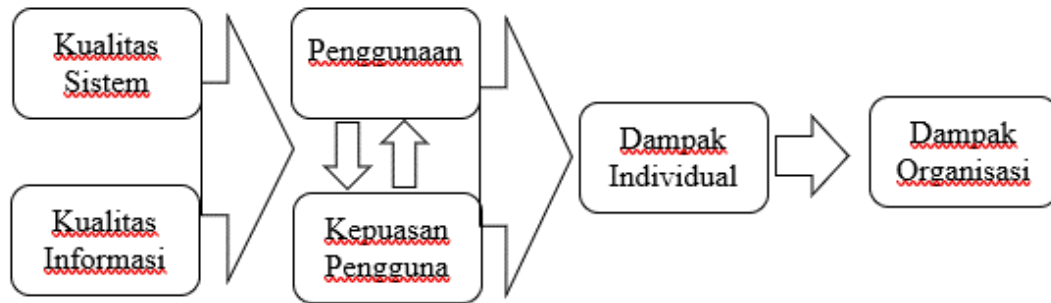 Kualitas
Sistem
Kualitas
Informasi
Penggunaan
Kepuasan
Pengguna
Dampak
Individual
Dampak
Organisasi